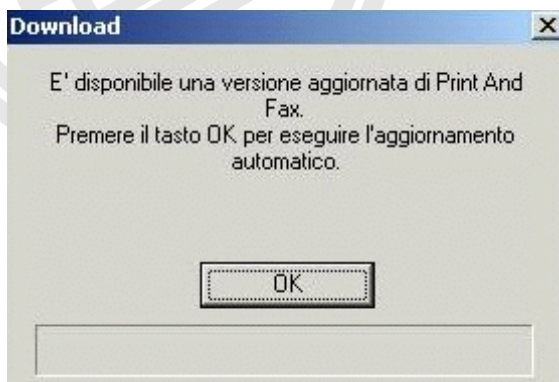 Download
E' disponibile una versione aggiornata di Print And
Fax.
Premere il tasto OK per eseguire l'aggiornamento
automatico.
OK